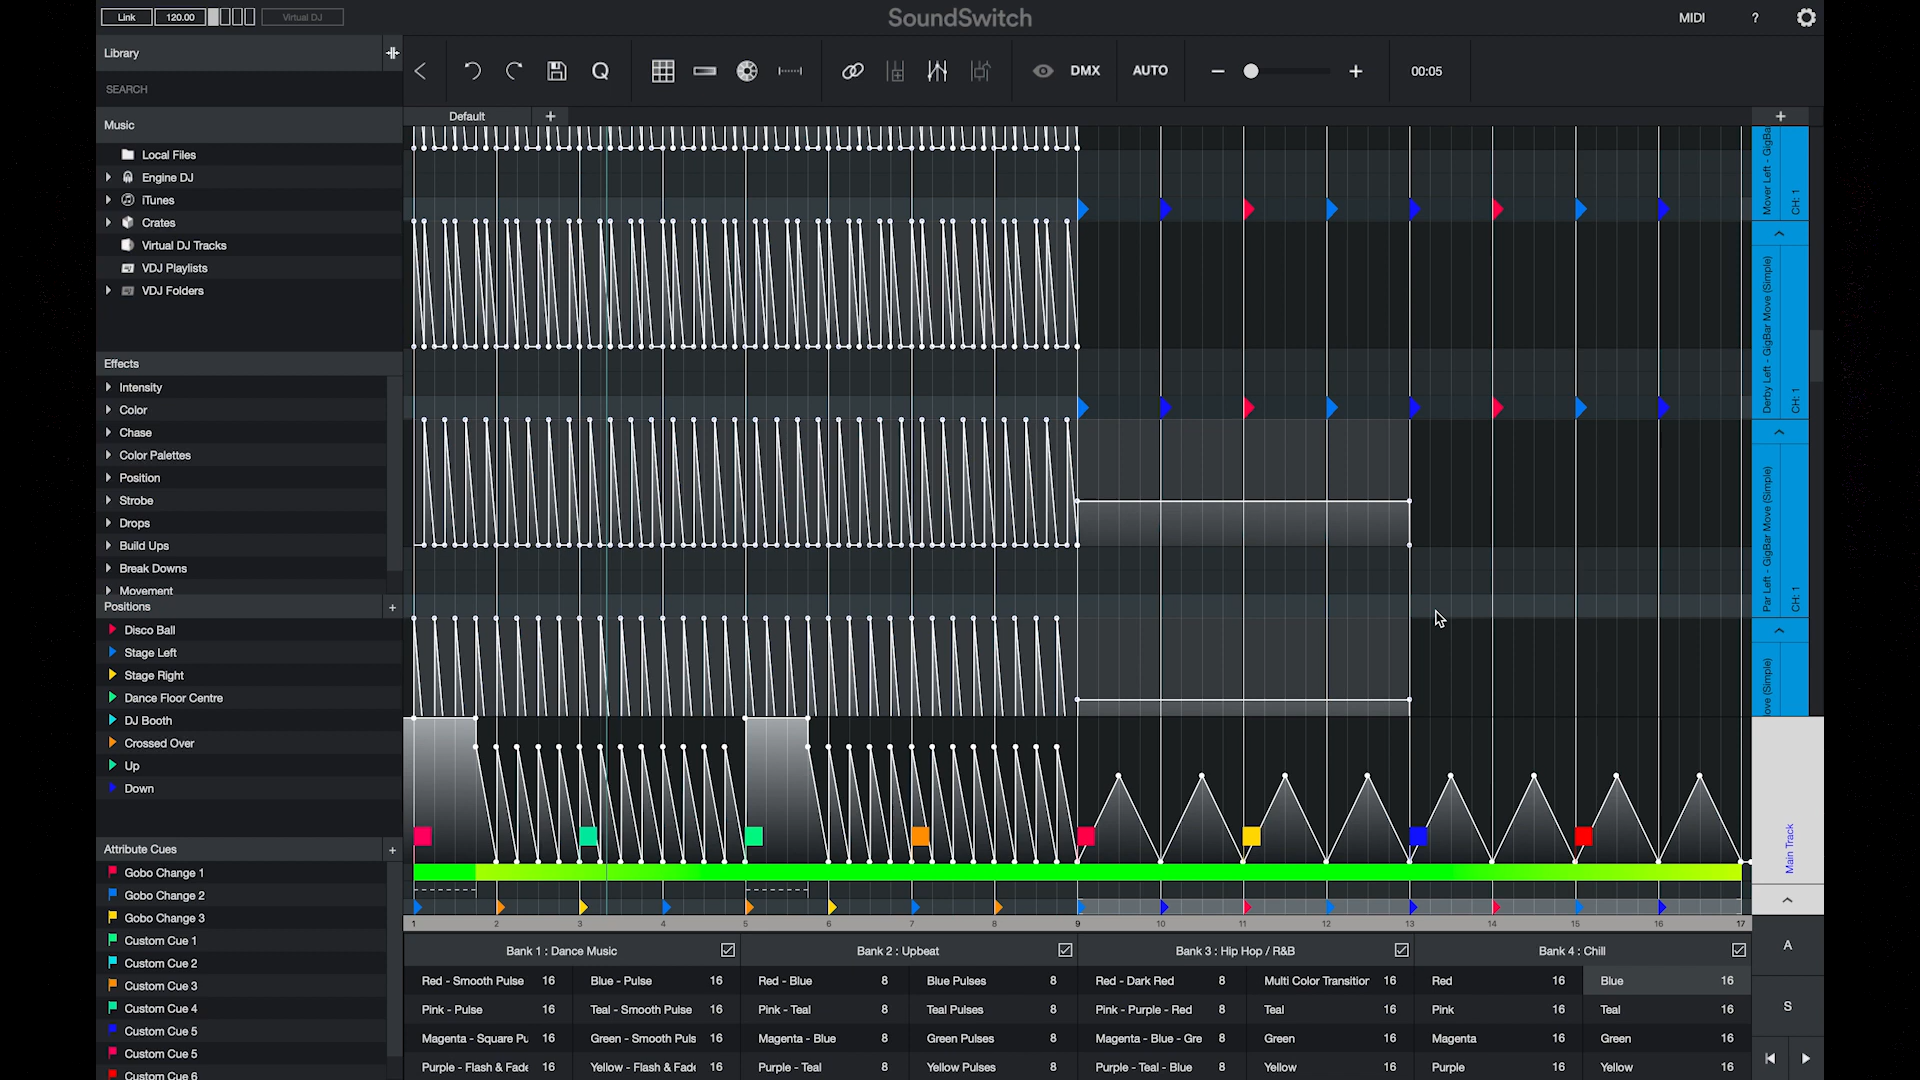 Link 120.00 Virtual DJ SoundSwitch MIDI ?
Library
Q DMX AUTO 00:05
SEARCH
Default
Music
Local Files
Engine DJ
iTunes
Crates
Virtual DJ Tracks
VDJ Playlists
VDJ Folders
Effects
Intensity
Color
Chase
Color Palettes
Position
Strobe
Drops
Build Ups
Break Downs
Movement
Positions
Disco Ball
Stage Left
Stage Right
Dance Floor Centre
DJ Booth
Crossed Over
Up
Down
Attribute Cues
Gobo Change 1
Gobo Change 2
Gobo Change 3
Custom Cue 1
Custom Cue 2
Custom Cue 3
Custom Cue 4
Custom Cue 5
Custom Cue 5
Custom Cue 6
Mover Left - GigBa
CH: 1
Derby Left - GigBar Move (Simple)
CH: 1
Par Left - GigBar Move (Simple)
CH: 1
ove (Simple)
Main Track
1 2 3 4 5 6 7 8 9 10 11 12 13 14 15 16 17
Bank 1 : Dance Music Bank 2 : Upbeat Bank 3 : Hip Hop / R&B Bank 4 : Chill
A
Red - Smooth Pulse 16 Blue - Pulse 16 Red - Blue 8 Blue Pulses 8 Red - Dark Red 8 Multi Color Transition 16 Red 16 Blue 16
Pink - Pulse 16 Teal - Smooth Pulse 16 Pink - Teal 8 Teal Pulses 8 Pink - Purple - Red 8 Teal 16 Pink 16 Teal 16
S
Magenta - Square Pu 16 Green - Smooth Puls 16 Magenta - Blue 8 Green Pulses 8 Magenta - Blue - Gre 8 Green 16 Magenta 16 Green 16
Purple - Flash & Fade 16 Yellow - Flash & Fade 16 Purple - Teal 8 Yellow Pulses 8 Purple - Teal - Blue 8 Yellow 16 Purple 16 Yellow 16